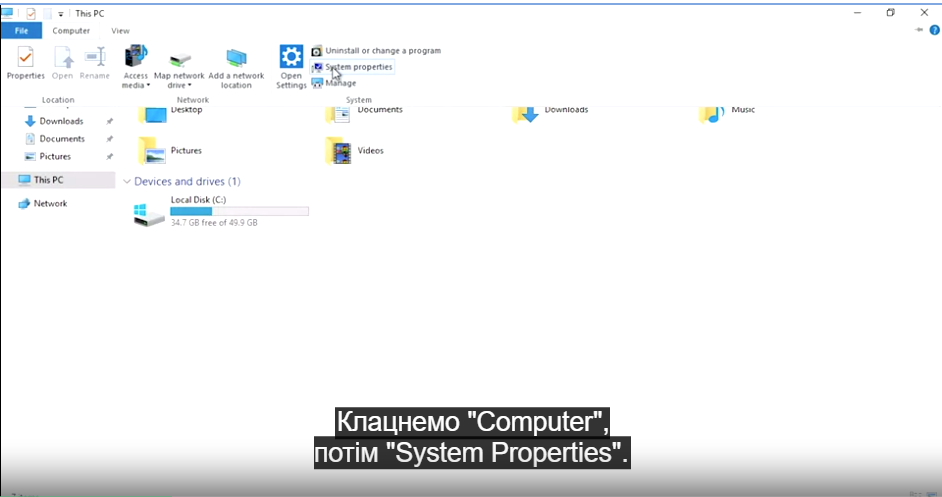 This PC
File Computer View
Uninstall or change a program
System properties
Manage
Properties Open Rename Access media Map network drive Add a network location Open Settings
Location Network System
Desktop Documents Downloads Music
Downloads
Documents
Pictures
Pictures Videos
This PC
Devices and drives (1)
Network
Local Disk (C:)
34.7 GB free of 49.9 GB
Клацнемо "Computer",
потім "System Properties".